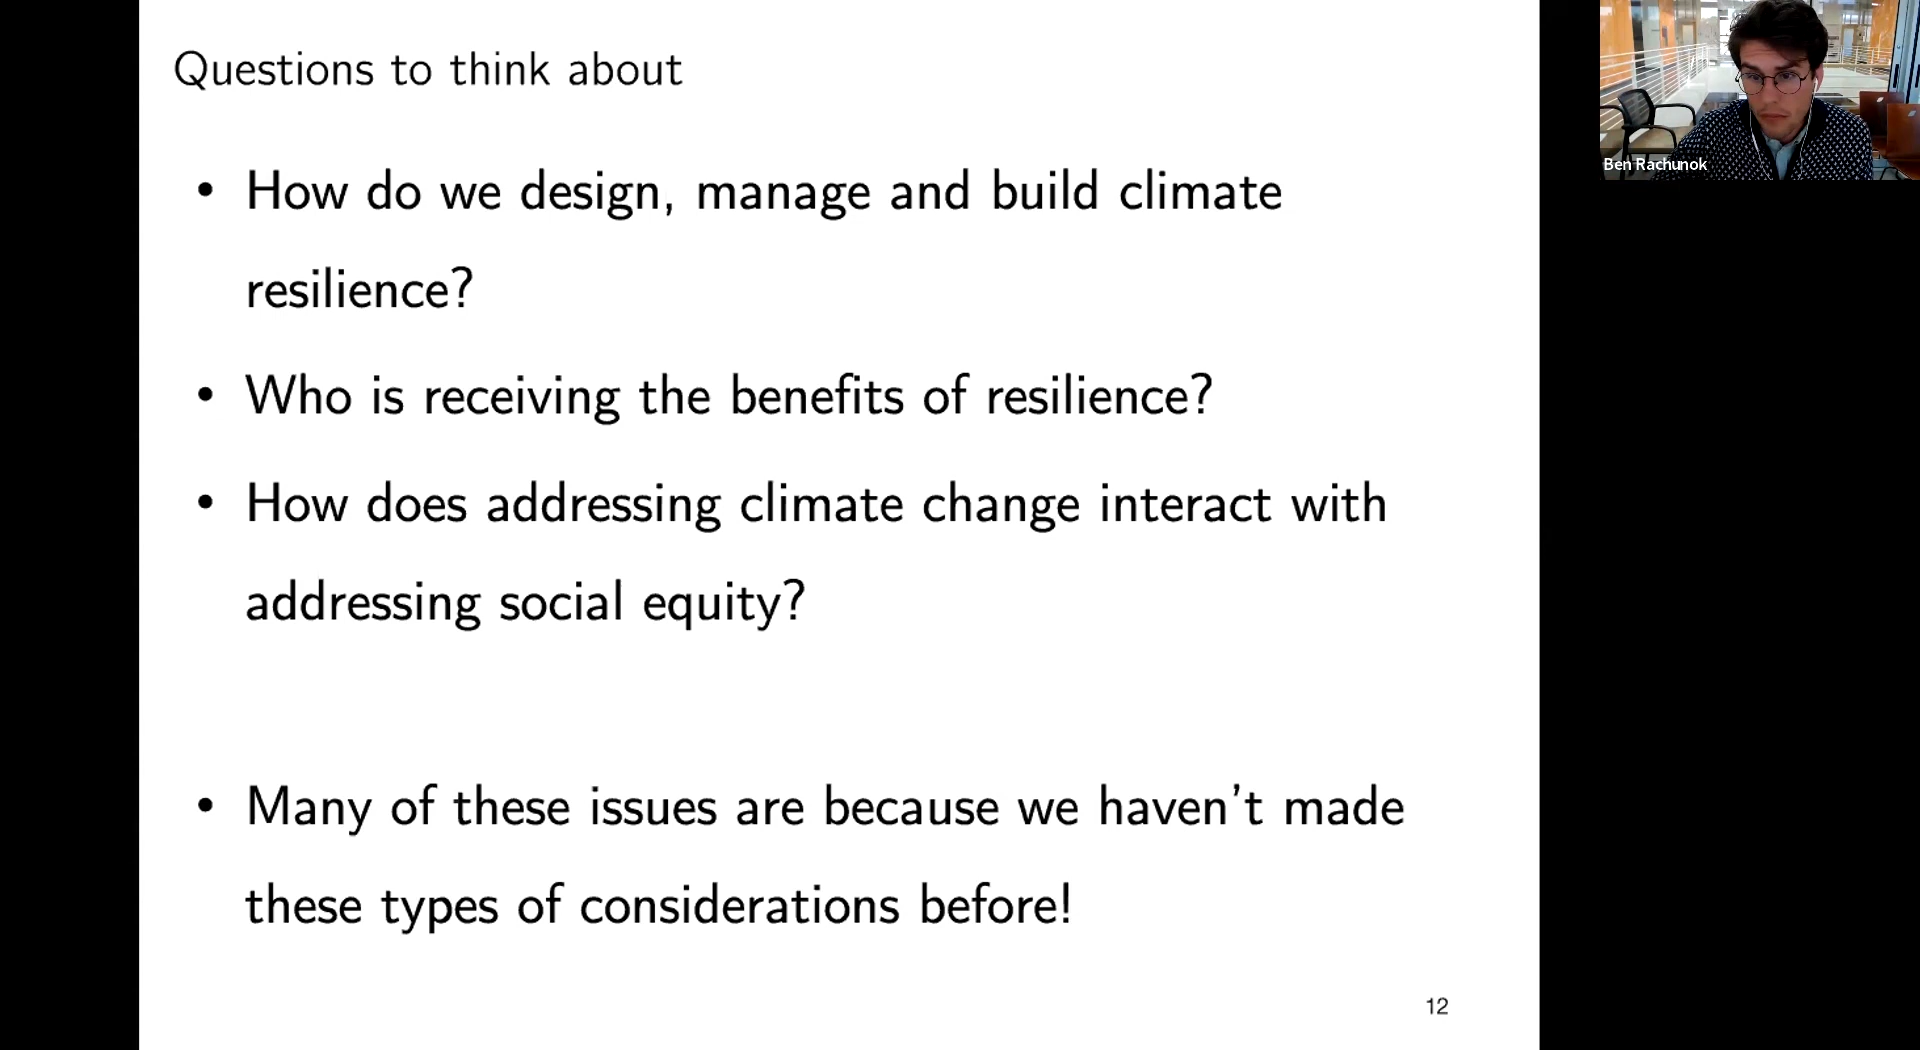 Questions to think about
• How do we design, manage and build climate
resilience?
• Who is receiving the benefits of resilience?
• How does addressing climate change interact with
addressing social equity?
• Many of these issues are because we haven't made
these types of considerations before!
12
Ben Rachunok